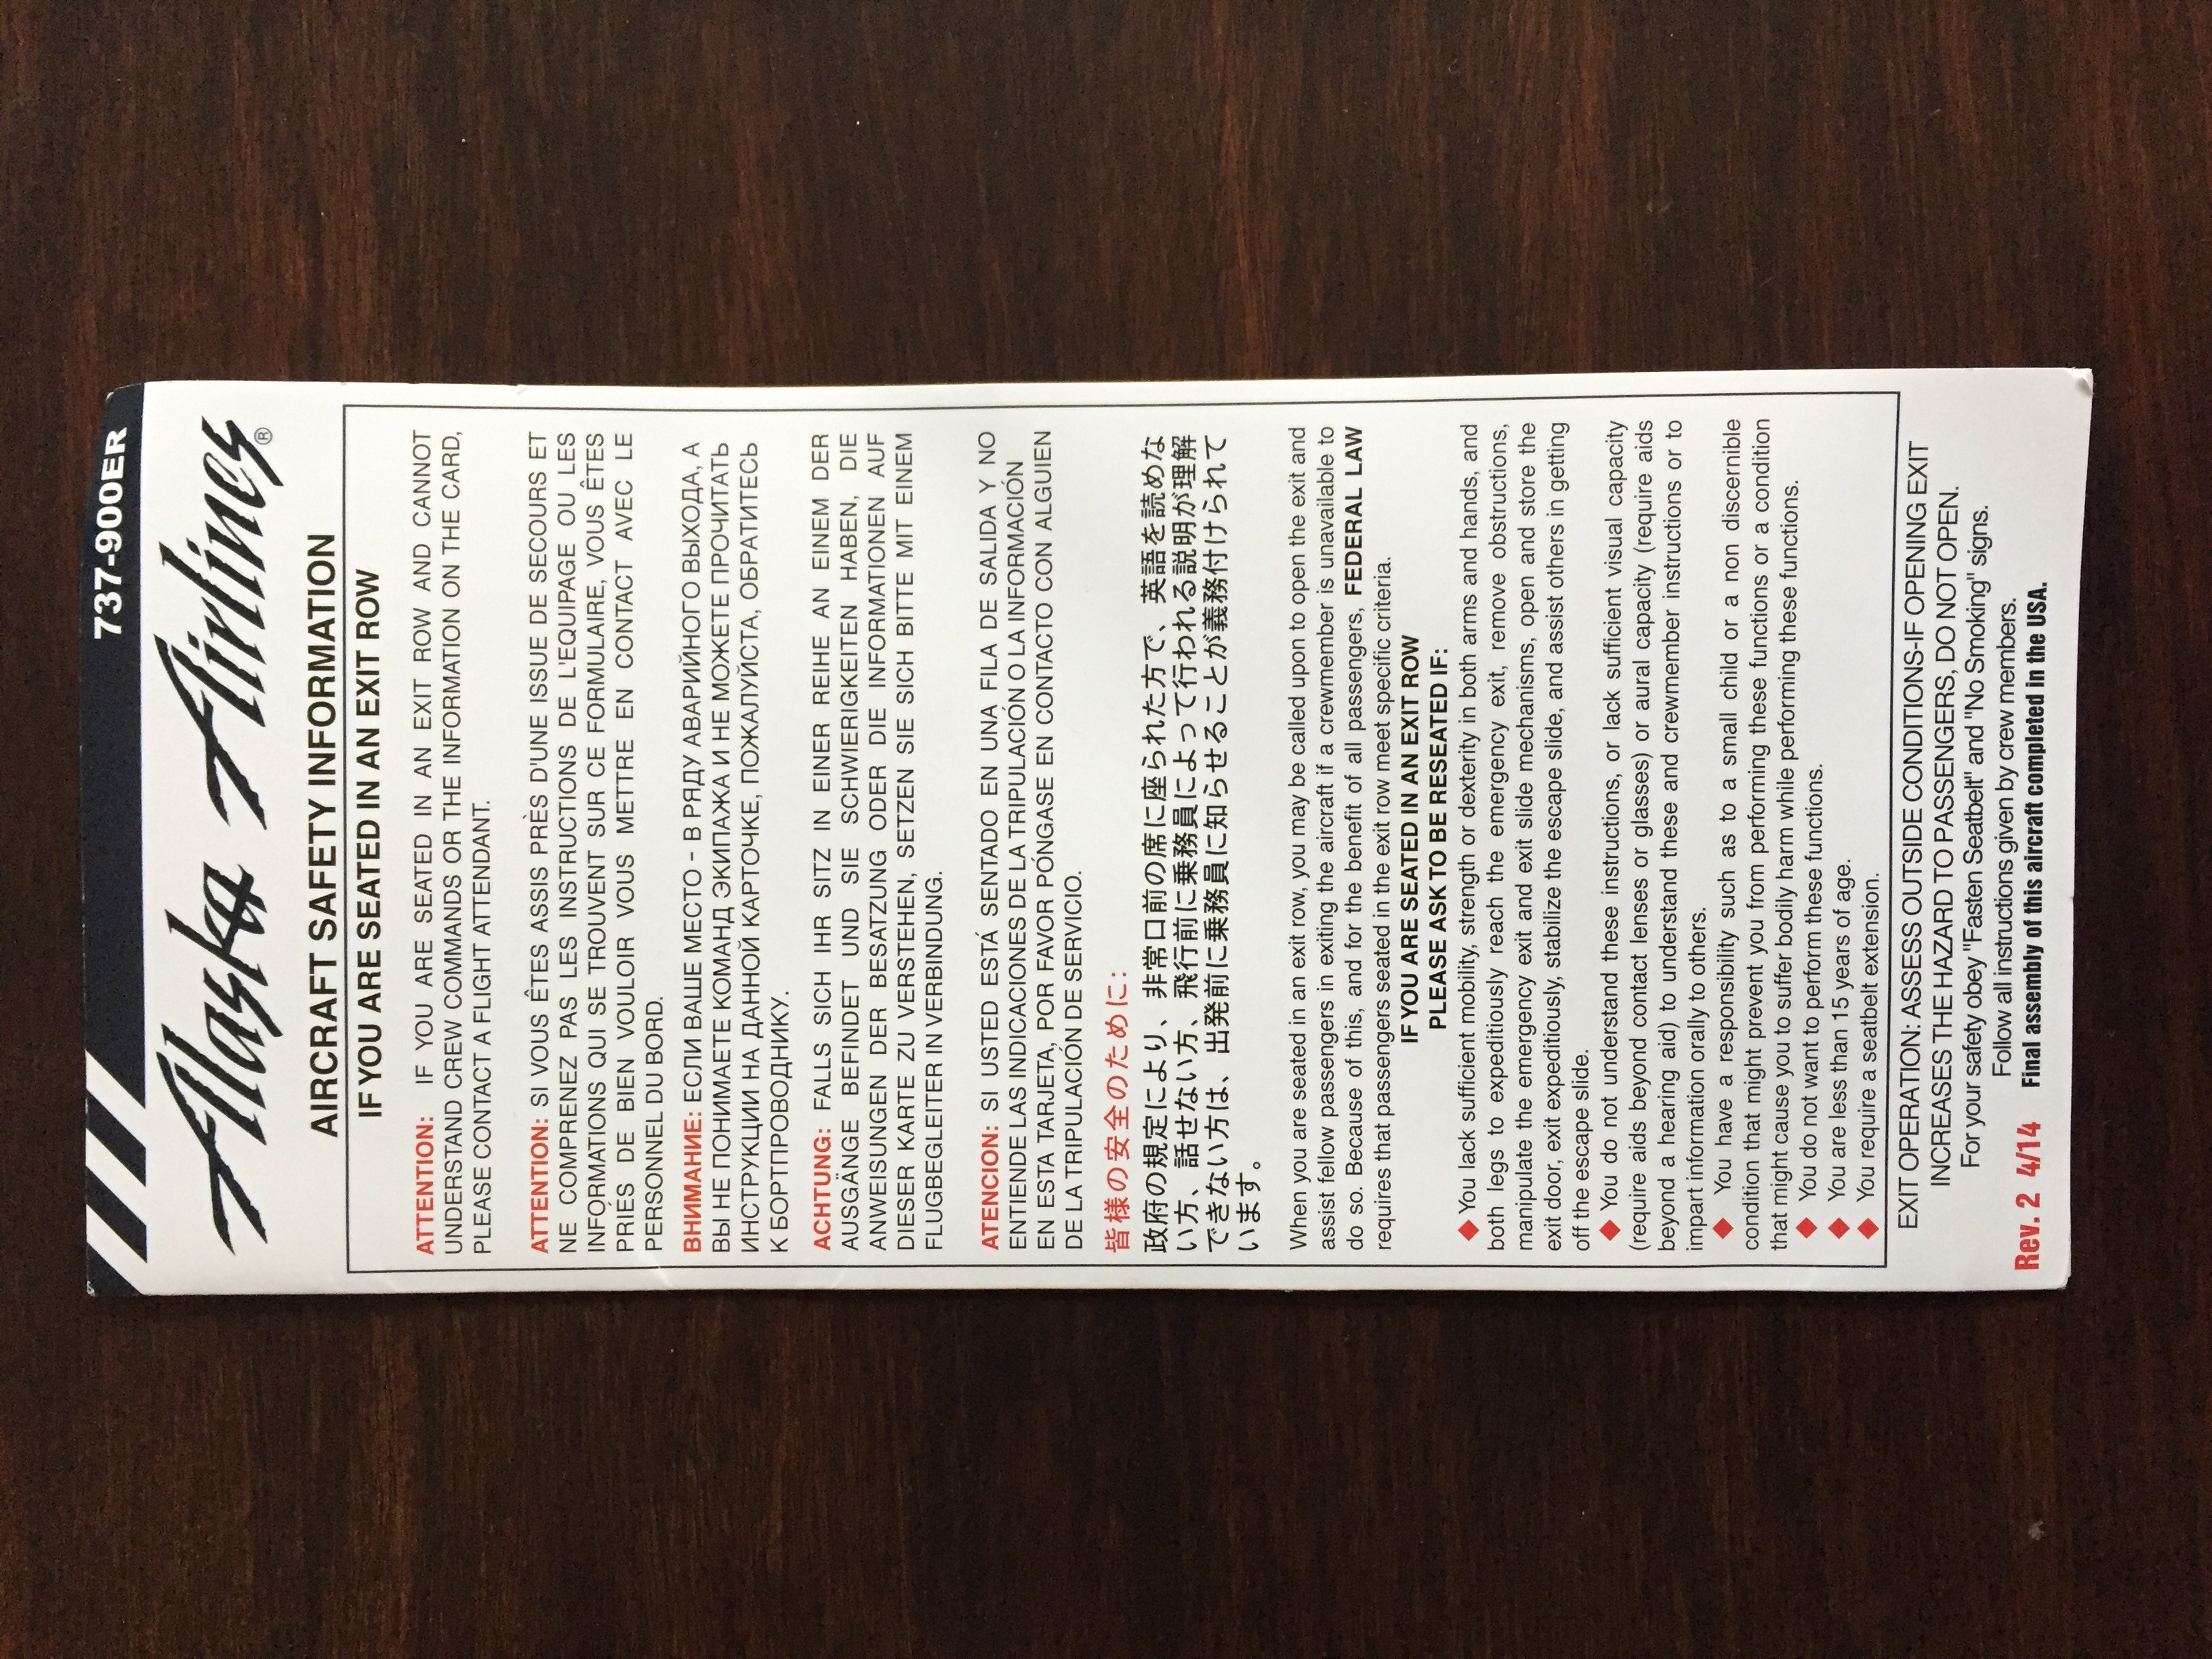 737-900ER
Alaska Airlines®
AIRCRAFT SAFETY INFORMATION
IF YOU ARE SEATED IN AN EXIT ROW
ATTENTION: IF YOU ARE SEATED IN AN EXIT ROW AND CANNOT
UNDERSTAND CREW COMMANDS OR THE INFORMATION ON THE CARD,
PLEASE CONTACT A FLIGHT ATTENDANT.
ATTENTION: SI VOUS ÊTES ASSIS PRÈS D'UNE ISSUE DE SECOURS ET
NE COMPRENEZ PAS LES INSTRUCTIONS DE L'EQUIPAGE OU LES
INFORMATIONS QUI SE TROUVENT SUR CE FORMULAIRE, VOUS ÊTES
PRIÉS DE BIEN VOULOIR VOUS METTRE EN CONTACT AVEC LE
PERSONNEL DU BORD.
ВНИМАНИЕ: ЕСЛИ ВАШЕ МЕСТО - В РЯДУ АВАРИЙНОГО ВЫХОДА, А
ВЫ НЕ ПОНИМАЕТЕ КОМАНД ЭКИПАЖА И НЕ МОЖЕТЕ ПРОЧИТАТЬ
ИНСТРУКЦИИ НА ДАННОЙ КАРТОЧКЕ, ПОЖАЛУЙСТА, ОБРАТИТЕСЬ
К БОРТПРОВОДНИКУ.
ACHTUNG: FALLS SICH IHR SITZ IN EINER REIHE AN EINEM DER
AUSGÄNGE BEFINDET UND SIE SCHWIERIGKEITEN HABEN, DIE
ANWEISUNGEN DER BESATZUNG ODER DIE INFORMATIONEN AUF
DIESER KARTE ZU VERSTEHEN, SETZEN SIE SICH BITTE MIT EINEM
FLUGBEGLEITER IN VERBINDUNG.
ATENCION: SI USTED ESTÁ SENTADO EN UNA FILA DE SALIDA Y NO
ENTIENDE LAS INDICACIONES DE LA TRIPULACIÓN O LA INFORMACIÓN
EN ESTA TARJETA, POR FAVOR PÓNGASE EN CONTACTO CON ALGUIEN
DE LA TRIPULACIÓN DE SERVICIO.
皆様の安全のために:
政府の規定により、非常口前の席に座られた方で、英語を読めな
い方、話せない方、飛行前に乗務員によって行われる説明が理解
できない方は、出発前に乗務員に知らせることが義務付けられて
います。
When you are seated in an exit row, you may be called upon to open the exit and
assist fellow passengers in exiting the aircraft if a crewmember is unavailable to
do so. Because of this, and for the benefit of all passengers, FEDERAL LAW
requires that passengers seated in the exit row meet specific criteria.
IF YOU ARE SEATED IN AN EXIT ROW
PLEASE ASK TO BE RESEATED IF:
◆ You lack sufficient mobility, strength or dexterity in both arms and hands, and
both legs to expeditiously reach the emergency exit, remove obstructions,
manipulate the emergency exit and exit slide mechanisms, open and store the
exit door, exit expeditiously, stabilize the escape slide, and assist others in getting
off the escape slide.
◆ You do not understand these instructions, or lack sufficient visual capacity
(require aids beyond contact lenses or glasses) or aural capacity (require aids
beyond a hearing aid) to understand these and crewmember instructions or to
impart information orally to others.
◆ You have a responsibility such as to a small child or a non discernible
condition that might prevent you from performing these functions or a condition
that might cause you to suffer bodily harm while performing these functions.
◆ You do not want to perform these functions.
◆ You are less than 15 years of age.
◆ You require a seatbelt extension.
EXIT OPERATION: ASSESS OUTSIDE CONDITIONS-IF OPENING EXIT
INCREASES THE HAZARD TO PASSENGERS, DO NOT OPEN.
For your safety obey "Fasten Seatbelt" and "No Smoking" signs.
Follow all instructions given by crew members.
Rev. 2 4/14 Final assembly of this aircraft completed in the USA.